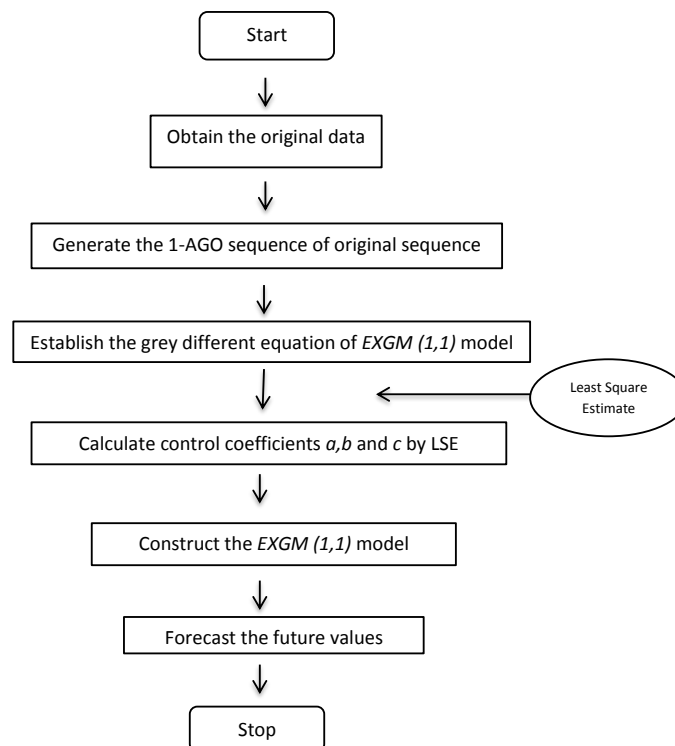 Start
Obtain the original data
Generate the 1-AGO sequence of original sequence
Establish the grey different equation of EXGM (1,1) model
Least Square
Estimate
Calculate control coefficients a,b and c by LSE
Construct the EXGM (1,1) model
Forecast the future values
Stop